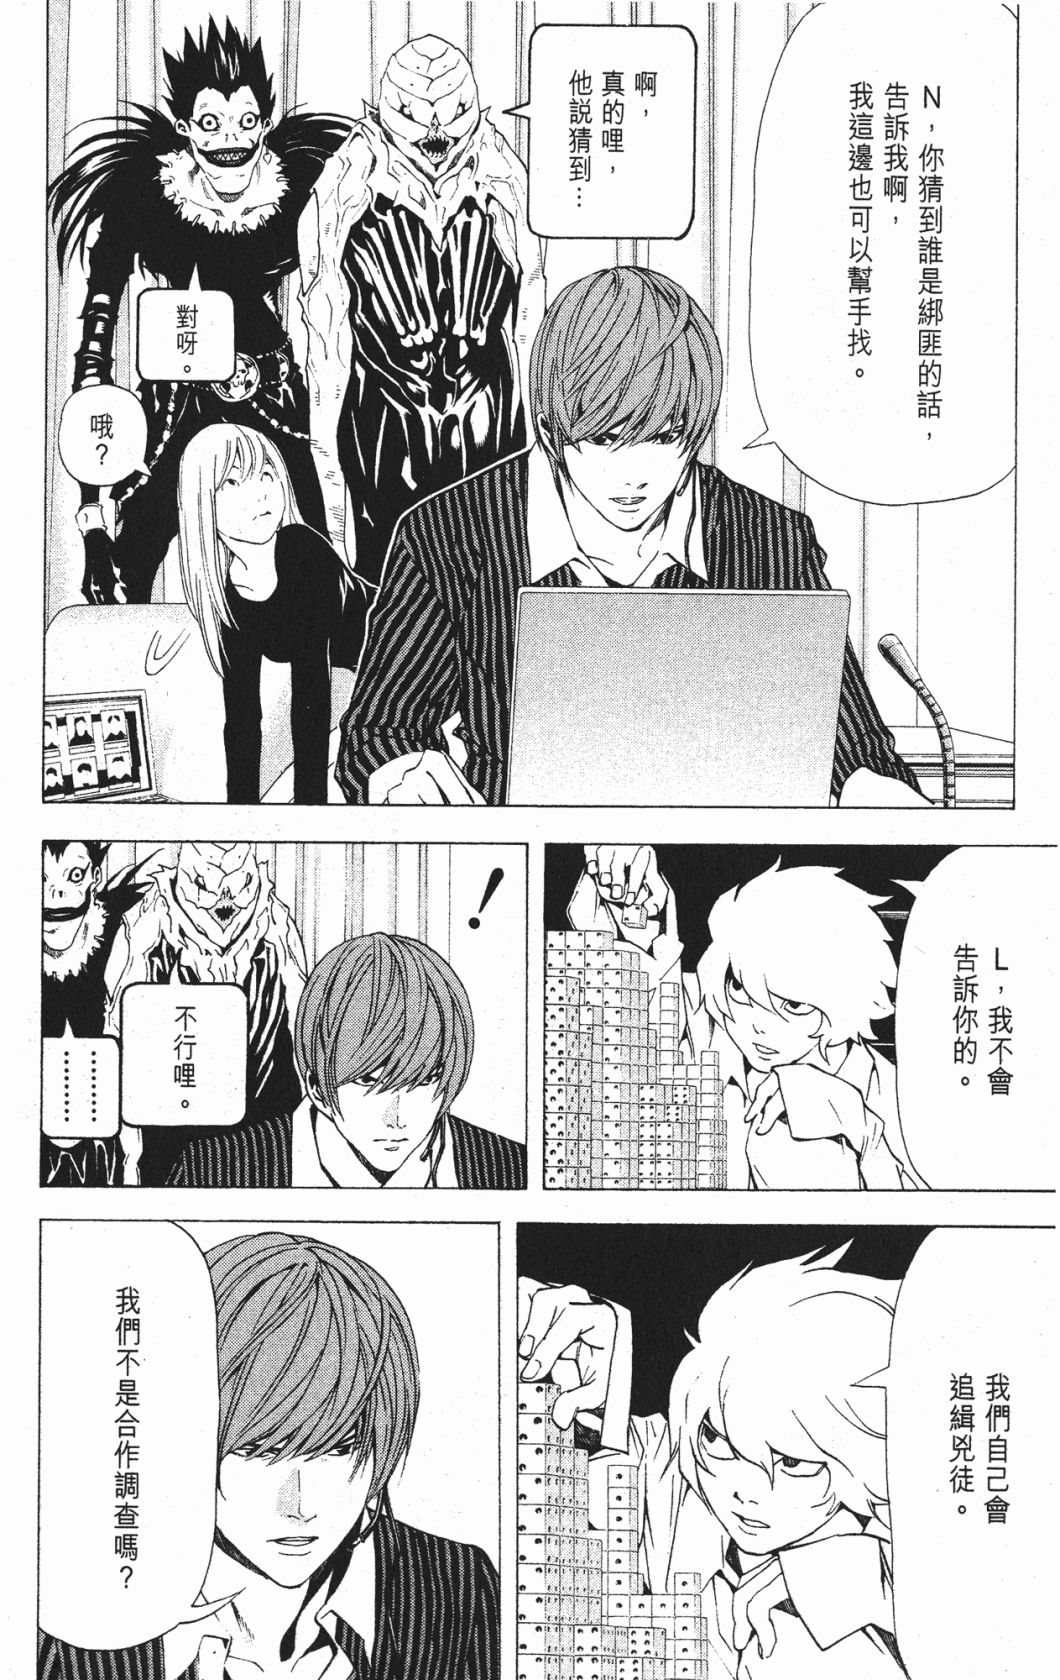 N，你猜到誰是綁匪的話，
告訴我啊，
我這邊也可以幫手找。
啊，
真的哩，
他說猜到…
對呀。
哦？
L，我不會
告訴你的。
！
不行哩。
…………
我們自己會
追緝兇徒。
我們不是合作調查嗎？